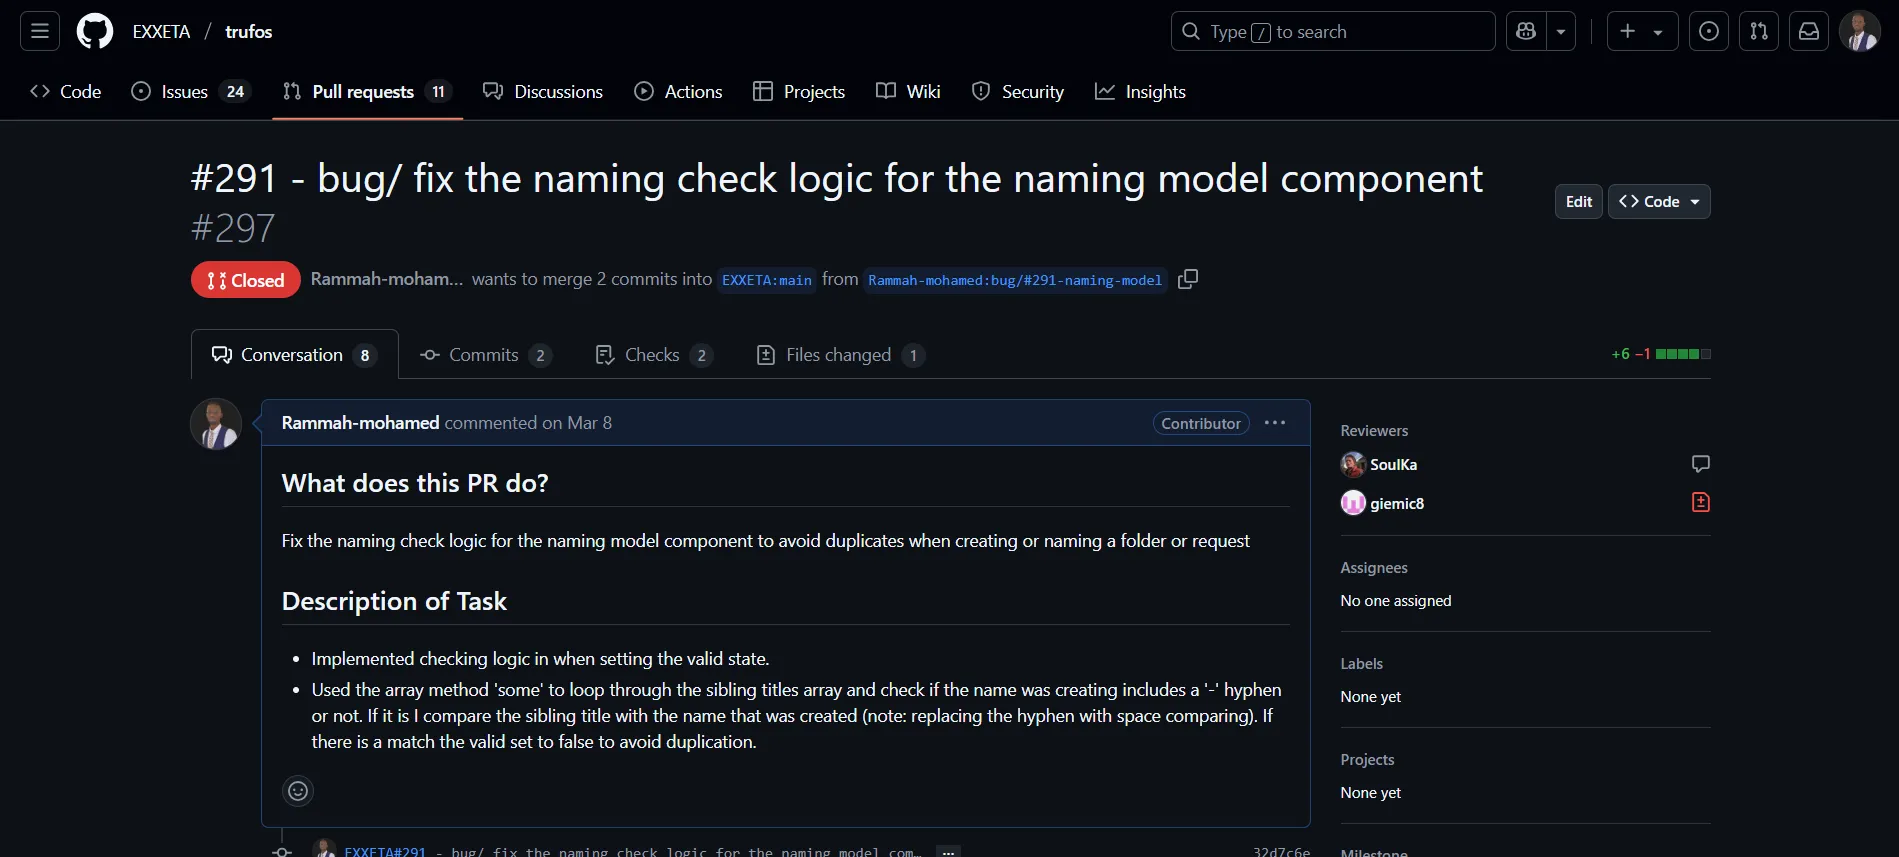 EXXETA / trufos
Type / to search
Code
Issues 24
Pull requests 11
Discussions
Actions
Projects
Wiki
Security
Insights
#291 - bug/ fix the naming check logic for the naming model component
#297
Edit
Code
Closed
Rammah-moham... wants to merge 2 commits into EXXETA:main from Rammah-mohamed:bug/#291-naming-model
Conversation 8
Commits 2
Checks 2
Files changed 1
+6 −1
Rammah-mohamed commented on Mar 8
Contributor
What does this PR do?
Fix the naming check logic for the naming model component to avoid duplicates when creating or naming a folder or request
Description of Task
• Implemented checking logic in when setting the valid state.
• Used the array method 'some' to loop through the sibling titles array and check if the name was creating includes a '-' hyphen
or not. If it is I compare the sibling title with the name that was created (note: replacing the hyphen with space comparing). If
there is a match the valid set to false to avoid duplication.
EXXETA#291 - bug/ fix the naming check logic for the naming model com… ...
32d7c6e
Reviewers
SoulKa
giemic8
Assignees
No one assigned
Labels
None yet
Projects
None yet
Milestone